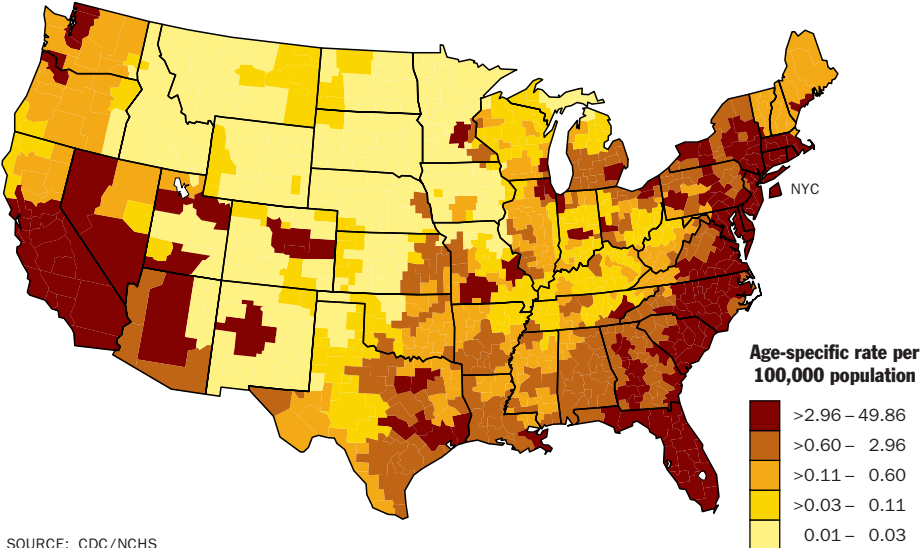 NYC
Age-specific rate per
100,000 population
>2.96 – 49.86
>0.60 – 2.96
>0.11 – 0.60
>0.03 – 0.11
0.01 – 0.03
SOURCE: CDC/NCHS